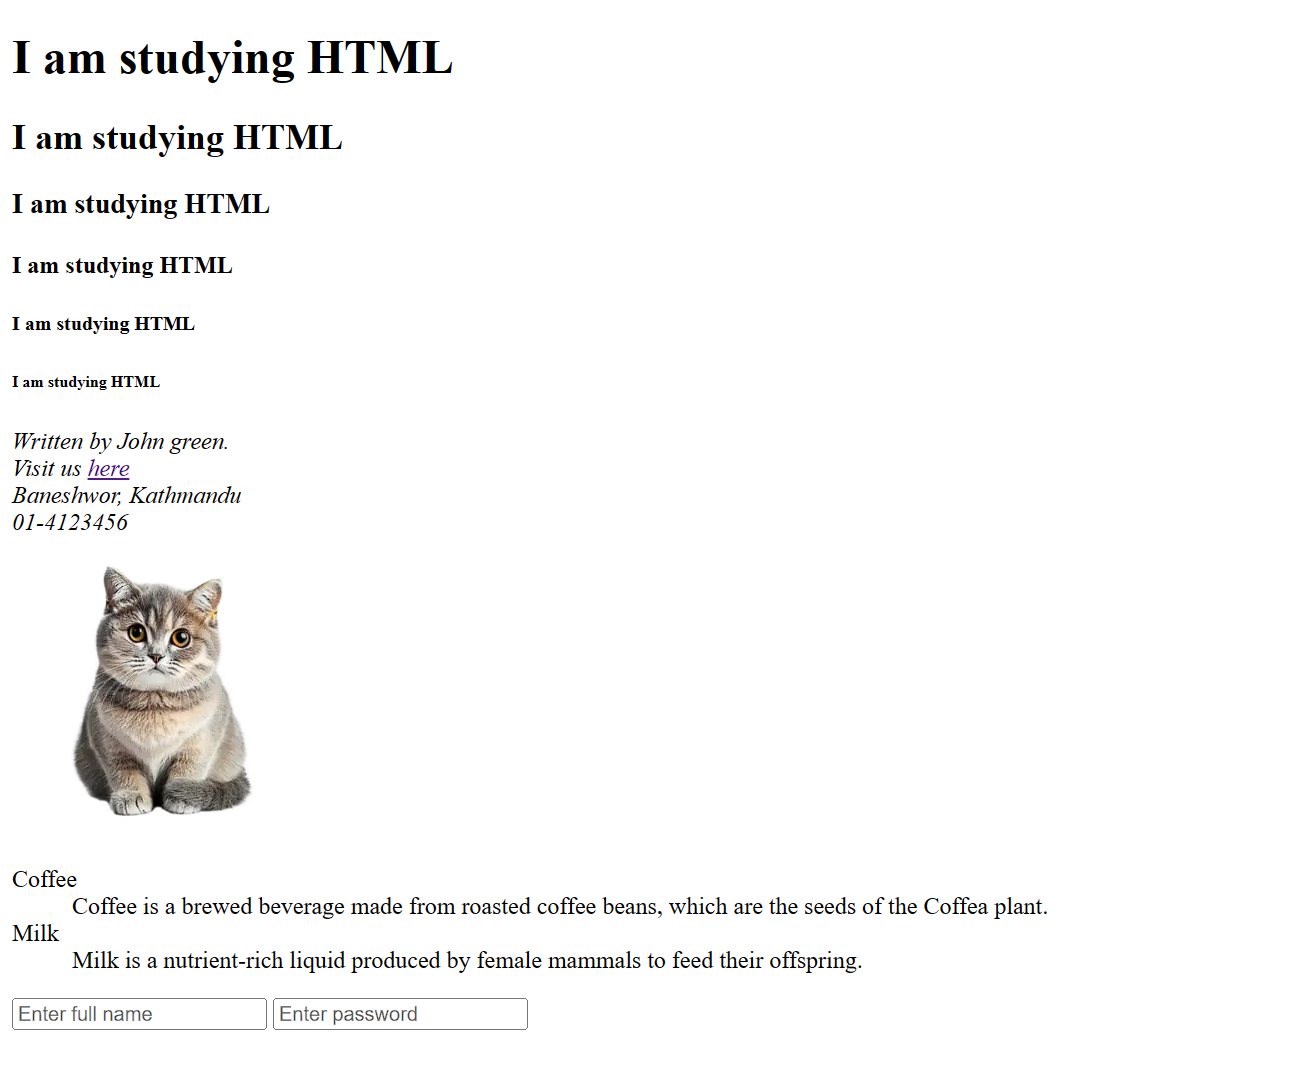 I am studying HTML
I am studying HTML
I am studying HTML
I am studying HTML
I am studying HTML
I am studying HTML
Written by John green.
Visit us here
Baneshwor, Kathmandu
01-4123456
Coffee
Coffee is a brewed beverage made from roasted coffee beans, which are the seeds of the Coffea plant.
Milk
Milk is a nutrient-rich liquid produced by female mammals to feed their offspring.
Enter full name Enter password